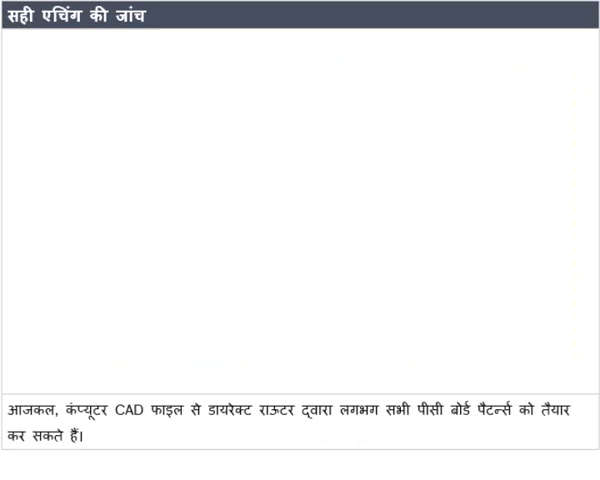 सही एचिंग की जांच
आजकल, कंप्यूटर CAD फाइल से डायरेक्ट राऊटर द्वारा लगभग सभी पीसी बोर्ड पैटर्न्स को तैयार
कर सकते हैं।